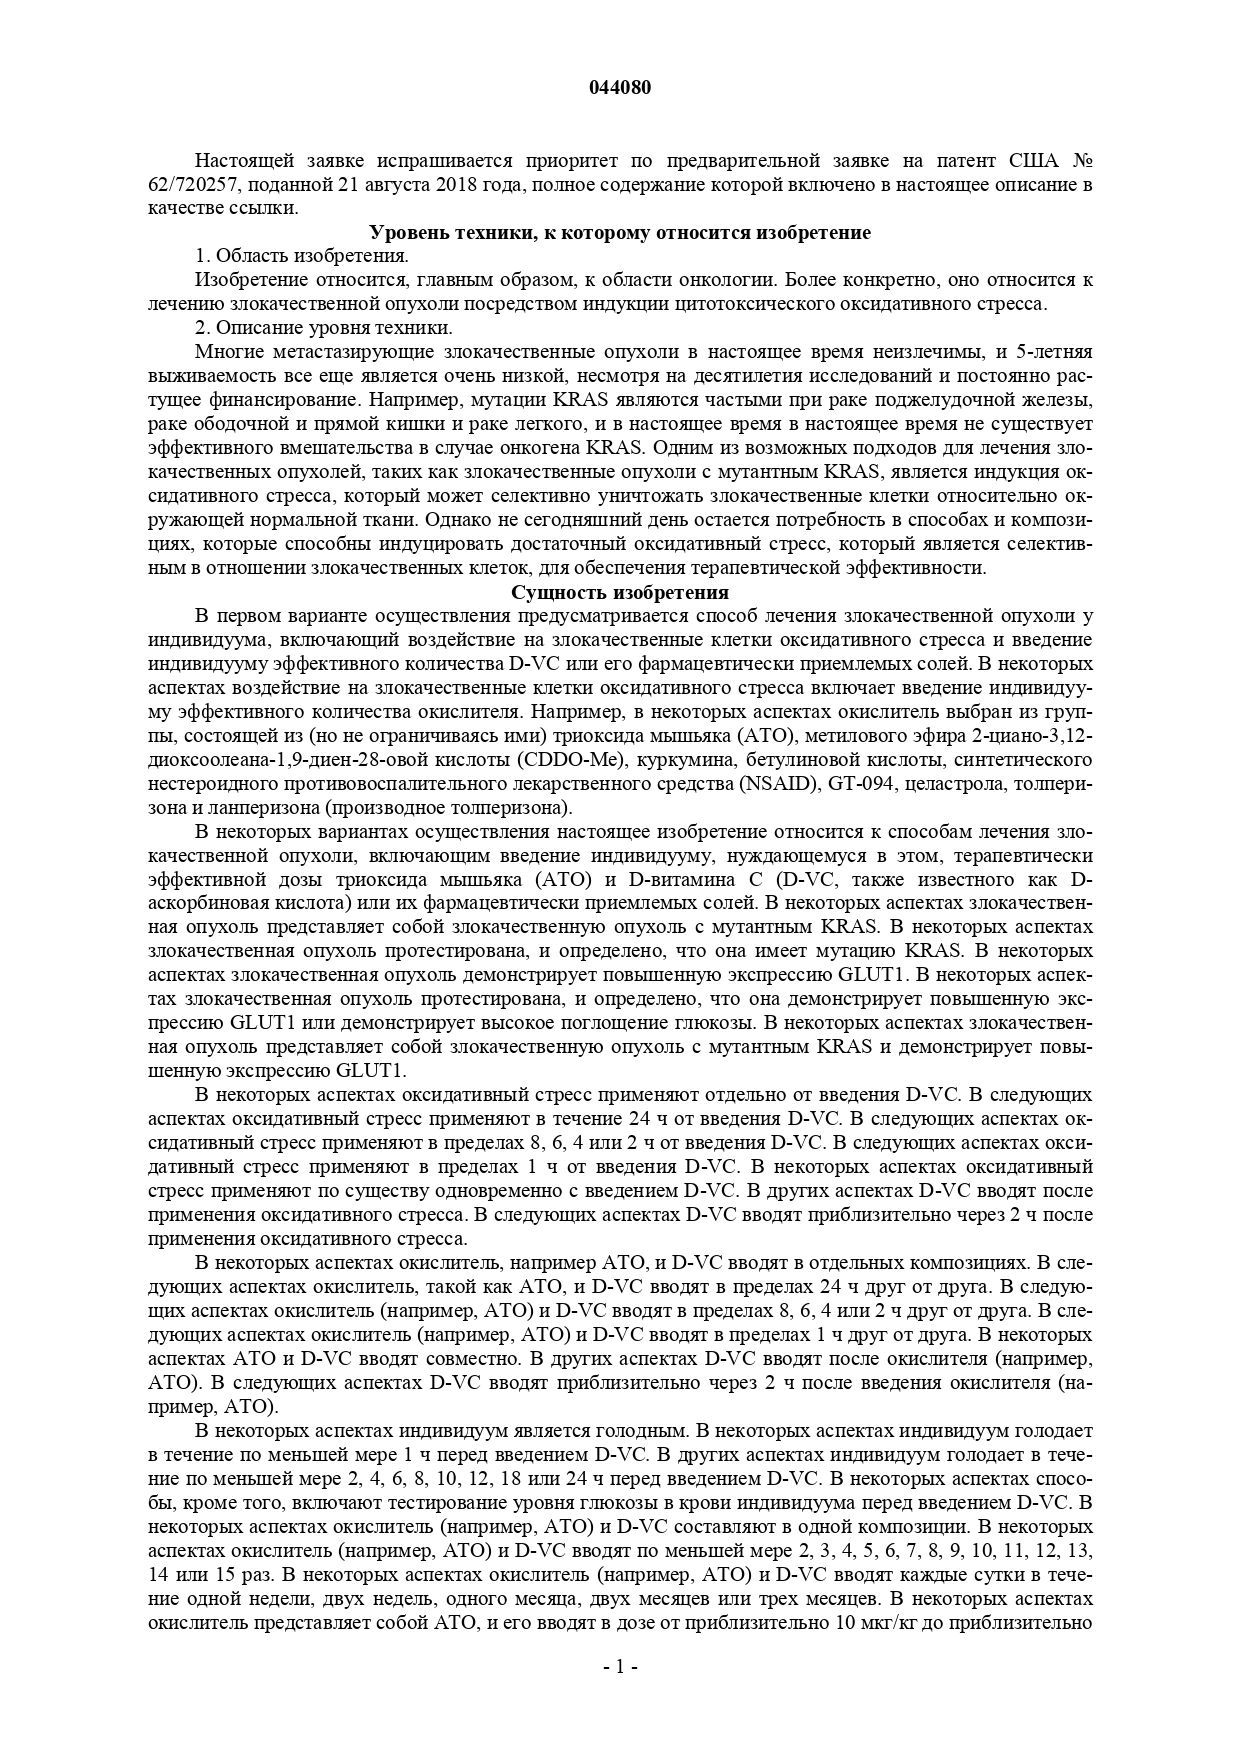 044080
Настоящей заявке испрашивается приоритет по предварительной заявке на патент США №
62/720257, поданной 21 августа 2018 года, полное содержание которой включено в настоящее описание в
качестве ссылки.
Уровень техники, к которому относится изобретение
1. Область изобретения.
Изобретение относится, главным образом, к области онкологии. Более конкретно, оно относится к
лечению злокачественной опухоли посредством индукции цитотоксического оксидативного стресса.
2. Описание уровня техники.
Многие метастазирующие злокачественные опухоли в настоящее время неизлечимы, и 5-летняя
выживаемость все еще является очень низкой, несмотря на десятилетия исследований и постоянно рас-
тущее финансирование. Например, мутации KRAS являются частыми при раке поджелудочной железы,
раке ободочной и прямой кишки и раке легкого, и в настоящее время в настоящее время не существует
эффективного вмешательства в случае онкогена KRAS. Одним из возможных подходов для лечения зло-
качественных опухолей, таких как злокачественные опухоли с мутантным KRAS, является индукция ок-
сидативного стресса, который может селективно уничтожать злокачественные клетки относительно ок-
ружающей нормальной ткани. Однако не сегодняшний день остается потребность в способах и компози-
циях, которые способны индуцировать достаточный оксидативный стресс, который является селектив-
ным в отношении злокачественных клеток, для обеспечения терапевтической эффективности.
Сущность изобретения
В первом варианте осуществления предусматривается способ лечения злокачественной опухоли у
индивидуума, включающий воздействие на злокачественные клетки оксидативного стресса и введение
индивидууму эффективного количества D-VC или его фармацевтически приемлемых солей. В некоторых
аспектах воздействие на злокачественные клетки оксидативного стресса включает введение индивидуу-
му эффективного количества окислителя. Например, в некоторых аспектах окислитель выбран из груп-
пы, состоящей из (но не ограничиваясь ими) триоксида мышьяка (АТО), метилового эфира 2-циано-3,12-
диоксоолеана-1,9-диен-28-овой кислоты (CDDO-Me), куркумина, бетулиновой кислоты, синтетического
нестероидного противовоспалительного лекарственного средства (NSAID), GT-094, целастрола, толпери-
зона и ланперизона (производное толперизона).
В некоторых вариантах осуществления настоящее изобретение относится к способам лечения зло-
качественной опухоли, включающим введение индивидууму, нуждающемуся в этом, терапевтически
эффективной дозы триоксида мышьяка (АТО) и D-витамина С (D-VC, также известного как D-
аскорбиновая кислота) или их фармацевтически приемлемых солей. В некоторых аспектах злокачествен-
ная опухоль представляет собой злокачественную опухоль с мутантным KRAS. В некоторых аспектах
злокачественная опухоль протестирована, и определено, что она имеет мутацию KRAS. В некоторых
аспектах злокачественная опухоль демонстрирует повышенную экспрессию GLUT1. В некоторых аспек-
тах злокачественная опухоль протестирована, и определено, что она демонстрирует повышенную экс-
прессию GLUT1 или демонстрирует высокое поглощение глюкозы. В некоторых аспектах злокачествен-
ная опухоль представляет собой злокачественную опухоль с мутантным KRAS и демонстрирует повы-
шенную экспрессию GLUT1.
В некоторых аспектах оксидативный стресс применяют отдельно от введения D-VC. В следующих
аспектах оксидативный стресс применяют в течение 24 ч от введения D-VC. В следующих аспектах ок-
сидативный стресс применяют в пределах 8, 6, 4 или 2 ч от введения D-VC. В следующих аспектах окси-
дативный стресс применяют в пределах 1 ч от введения D-VC. В некоторых аспектах оксидативный
стресс применяют по существу одновременно с введением D-VC. В других аспектах D-VC вводят после
применения оксидативного стресса. В следующих аспектах D-VC вводят приблизительно через 2 ч после
применения оксидативного стресса.
В некоторых аспектах окислитель, например АТО, и D-VC вводят в отдельных композициях. В сле-
дующих аспектах окислитель, такой как АТО, и D-VC вводят в пределах 24 ч друг от друга. В следую-
щих аспектах окислитель (например, АТО) и D-VC вводят в пределах 8, 6, 4 или 2 ч друг от друга. В сле-
дующих аспектах окислитель (например, АТО) и D-VC вводят в пределах 1 ч друг от друга. В некоторых
аспектах АТО и D-VC вводят совместно. В других аспектах D-VC вводят после окислителя (например,
АТО). В следующих аспектах D-VC вводят приблизительно через 2 ч после введения окислителя (на-
пример, АТО).
В некоторых аспектах индивидуум является голодным. В некоторых аспектах индивидуум голодает
в течение по меньшей мере 1 ч перед введением D-VC. В других аспектах индивидуум голодает в тече-
ние по меньшей мере 2, 4, 6, 8, 10, 12, 18 или 24 ч перед введением D-VC. В некоторых аспектах спосо-
бы, кроме того, включают тестирование уровня глюкозы в крови индивидуума перед введением D-VC. В
некоторых аспектах окислитель (например, АТО) и D-VC составляют в одной композиции. В некоторых
аспектах окислитель (например, АТО) и D-VC вводят по меньшей мере 2, 3, 4, 5, 6, 7, 8, 9, 10, 11, 12, 13,
14 или 15 раз. В некоторых аспектах окислитель (например, АТО) и D-VC вводят каждые сутки в тече-
ние одной недели, двух недель, одного месяца, двух месяцев или трех месяцев. В некоторых аспектах
окислитель представляет собой АТО, и его вводят в дозе от приблизительно 10 мкг/кг до приблизительно
- 1 -